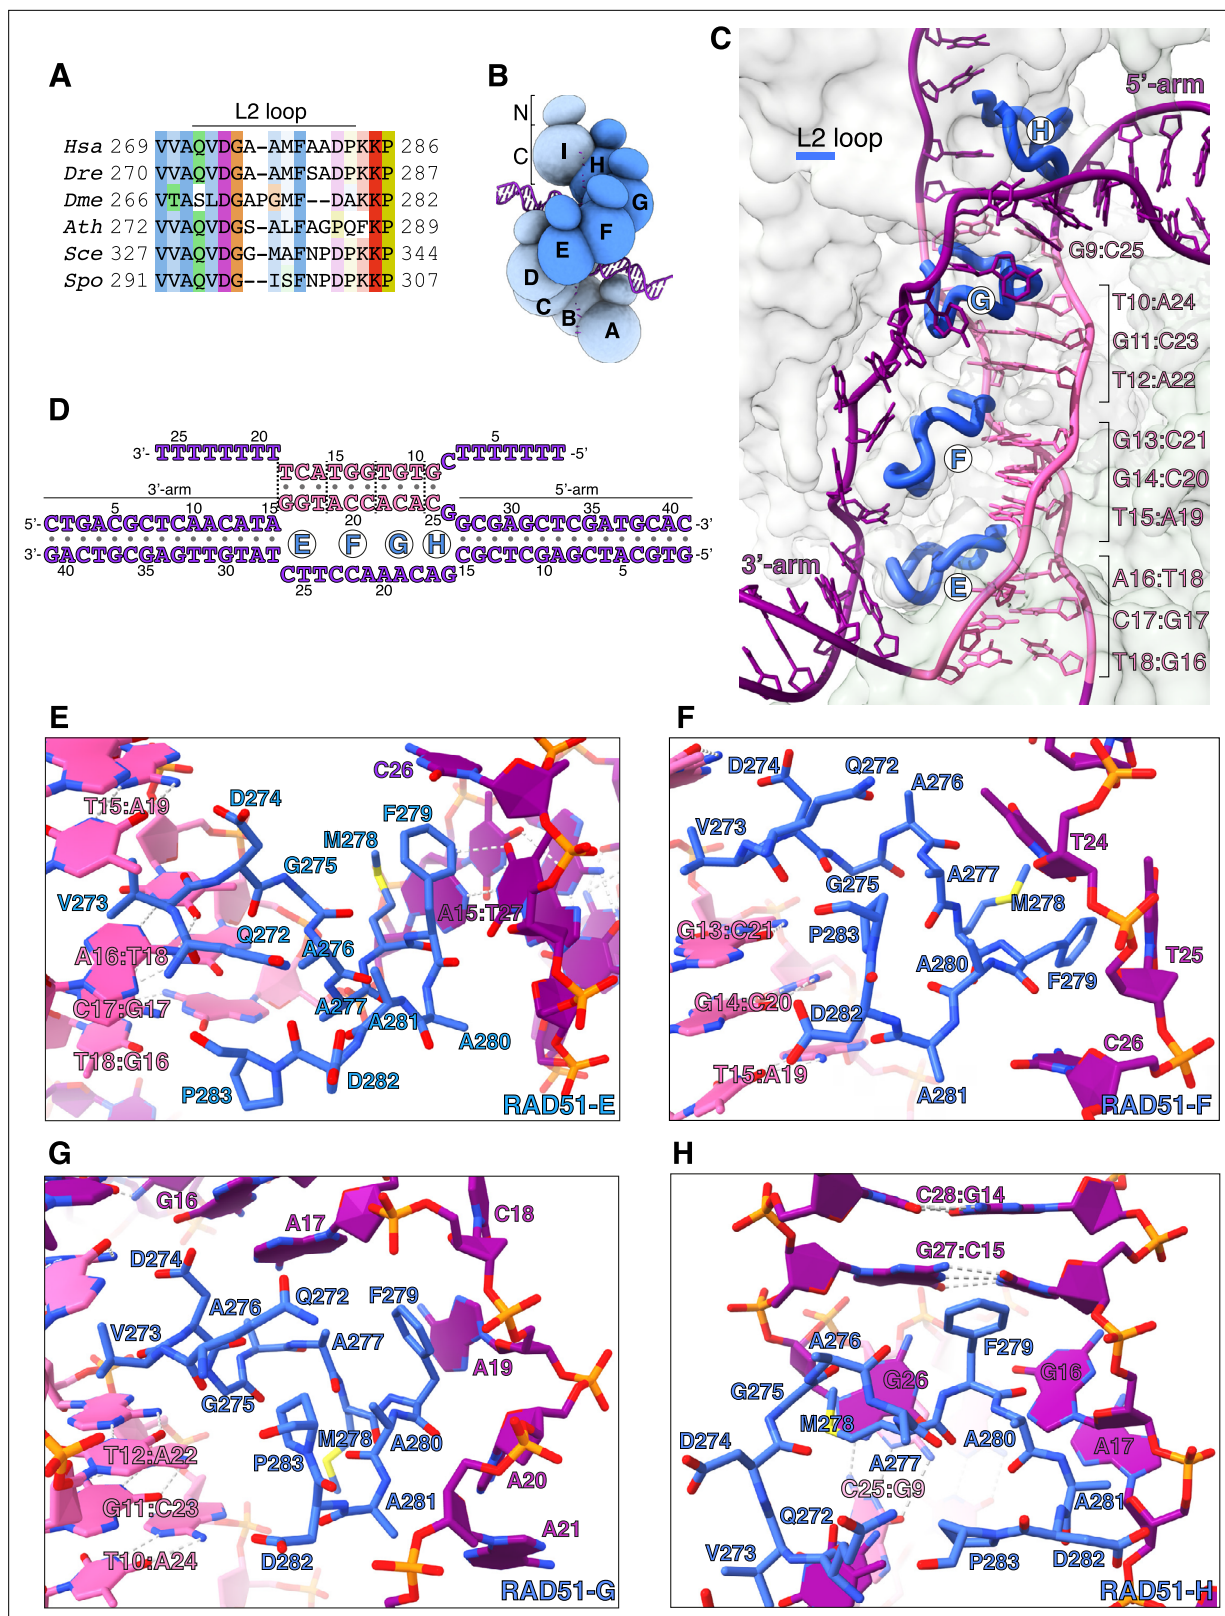 A
L2 loop
Hsa 269 VVAQVDGA-AMFAADPKKP 286
Dre 270 VVAQVDGA-AMFSADPKKP 287
Dme 266 VTASLDGAPGMF--DAKKP 282
Ath 272 VVAQVDGS-ALFAGPQFKP 289
Sce 327 VVAQVDGG-MAFNPDPKKP 344
Spo 291 VVAQVDG--ISFNPDPKKP 307
B
N
C
I
H
G
F
E
D
C
B
A
C
5'-arm
L2 loop
H
G9:C25
G
T10:A24
G11:C23
T12:A22
F
G13:C21
G14:C20
T15:A19
3'-arm
E
A16:T18
C17:G17
T18:G16
D
25 20 5
3'- TTTTTTTT CTTTTTTT -5'
15 10
TCATGGTGTG
3'-arm 5'-arm
GGTACCACAC
5 10 15 20 25 G 30 35 40
5'- CTGACGCTCAACATA GCGAGCTCGATGCAC -3'
E F G H
3'- GACTGCGAGTTGTAT CGCTCGAGCTACGTG -5'
40 35 30 CTTCCAAACAG 15 10 5
25 20
E
C26
D274
T15:A19
F279
M278
G275
V273
A15:T27
Q272
A276
A16:T18
C17:G17
A277
A281
T18:G16
A280
D282
P283
RAD51-E
F
D274
Q272
A276
V273
T24
A277
G275
M278
G13:C21
P283
T25
A280
F279
G14:C20
D282
C26
T15:A19
A281
RAD51-F
G
G16
C18
A17
D274
Q272
F279
A276
V273
A277
A19
G275
M278
A280
T12:A22
P283
A20
G11:C23
A281
A21
T10:A24
D282
RAD51-G
H
C28:G14
G27:C15
A276
F279
G26
G16
G275
M278
D274
A280
A17
A277
C25:G9
A281
Q272
V273
P283
D282
RAD51-H